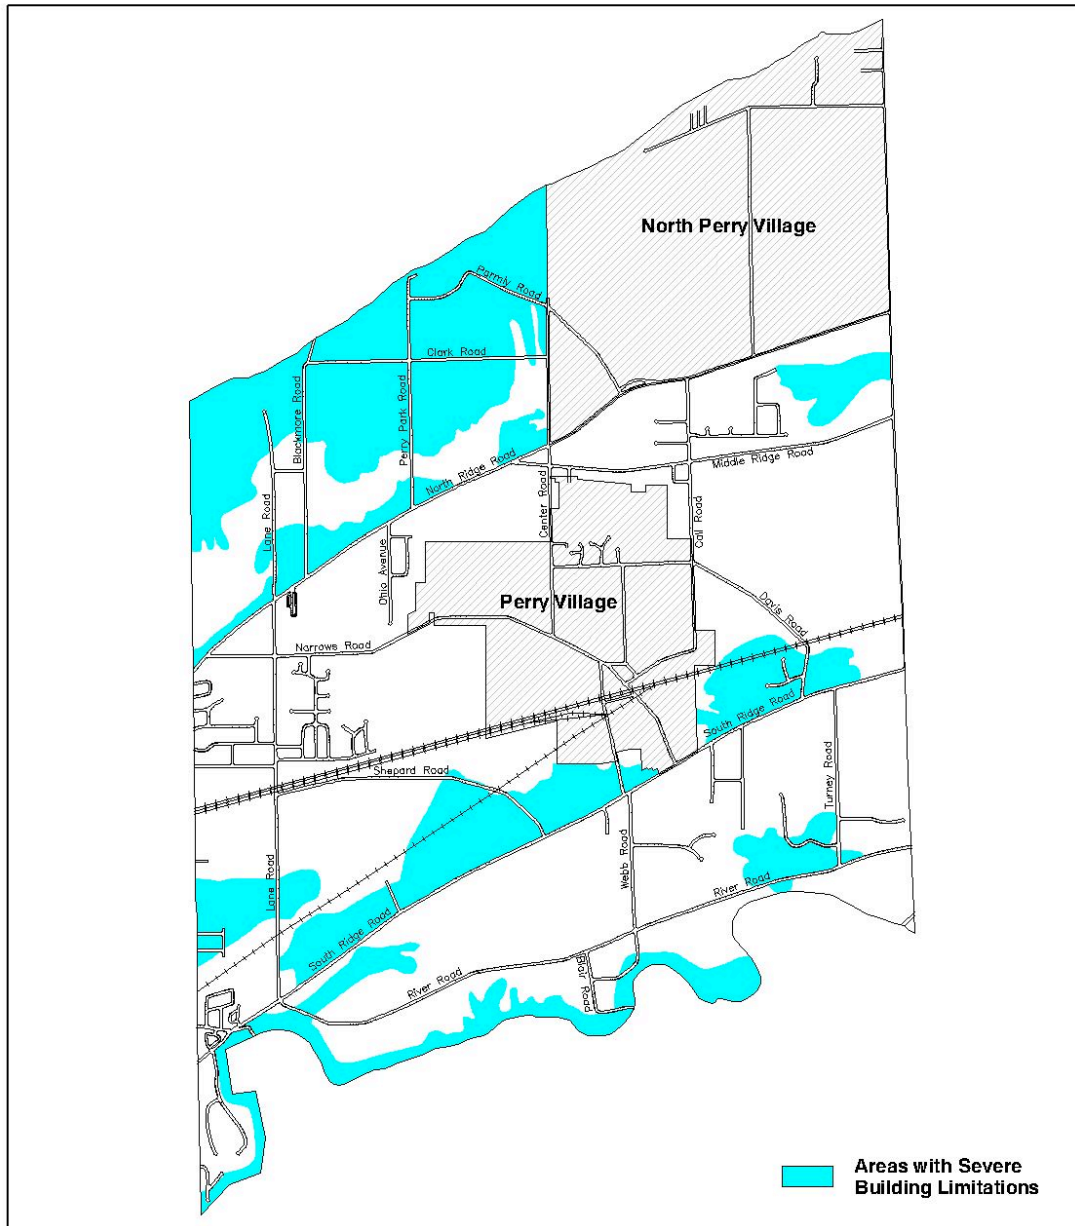 North Perry Village
Parmly Road
Clark Road
Blackmore Road
Perry Park Road
North Ridge Road
Middle Ridge Road
Lane Road
Center Road
Call Road
Ohio Avenue
Perry Village
Davis Road
Narrows Road
South Ridge Road
Shepard Road
Turney Road
Lane Road
Webb Road
River Road
South Ridge Road
River Road
Blair Road
Areas with Severe
Building Limitations